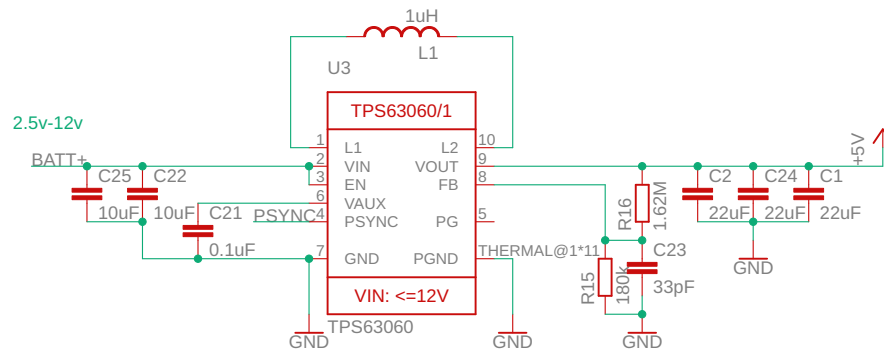 1uH
L1
U3
TPS63060/1
2.5v-12v
1
L1
L2
10
BATT+
2
VIN
VOUT
9
+5V
3
EN
FB
8
C25
10uF
C22
10uF
6
VAUX
C21
0.1uF
PSYNC
4
PSYNC
PG
5
R16
1.62M
C2
22uF
C24
22uF
C1
22uF
7
GND
PGND
THERMAL@1*11
R15
180k
C23
33pF
GND
VIN: <=12V
TPS63060
GND
GND
GND